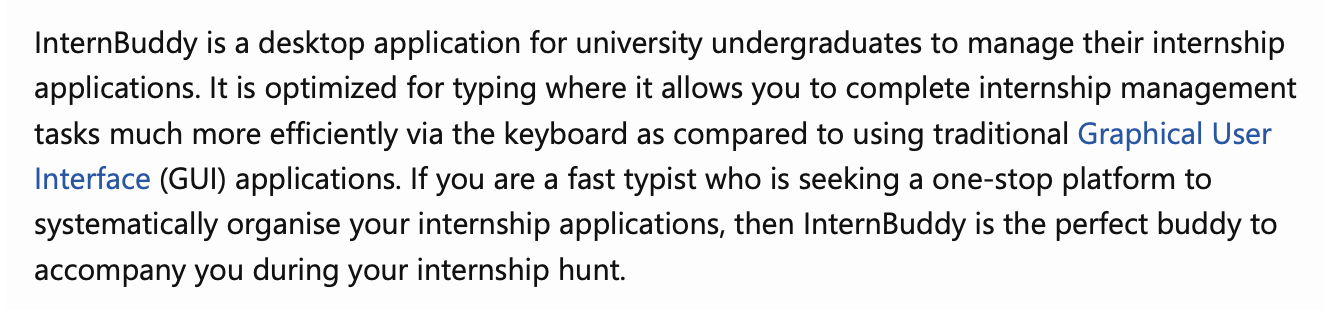 InternBuddy is a desktop application for university undergraduates to manage their internship
applications. It is optimized for typing where it allows you to complete internship management
tasks much more efficiently via the keyboard as compared to using traditional Graphical User
Interface (GUI) applications. If you are a fast typist who is seeking a one-stop platform to
systematically organise your internship applications, then InternBuddy is the perfect buddy to
accompany you during your internship hunt.